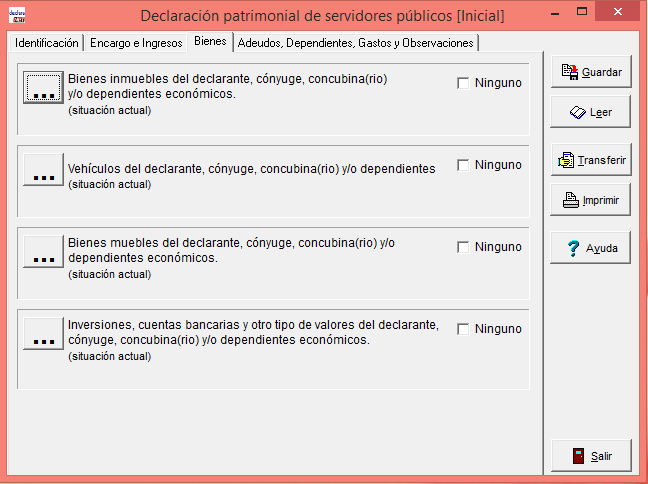 declara
NET
Declaración patrimonial de servidores públicos [Inicial]
Identificación
Encargo e Ingresos
Bienes
Adeudos, Dependientes, Gastos y Observaciones
...
Bienes inmuebles del declarante, cónyuge, concubina(rio)
y/o dependientes económicos.
(situación actual)
Ninguno
...
Vehículos del declarante, cónyuge, concubina(rio) y/o dependientes
(situación actual)
Ninguno
...
Bienes muebles del declarante, cónyuge, concubina(rio) y/o
dependientes económicos.
(situación actual)
Ninguno
...
Inversiones, cuentas bancarias y otro tipo de valores del declarante,
cónyuge, concubina(rio) y/o dependientes económicos.
(situación actual)
Ninguno
Guardar
Leer
Transferir
Imprimir
Ayuda
Salir